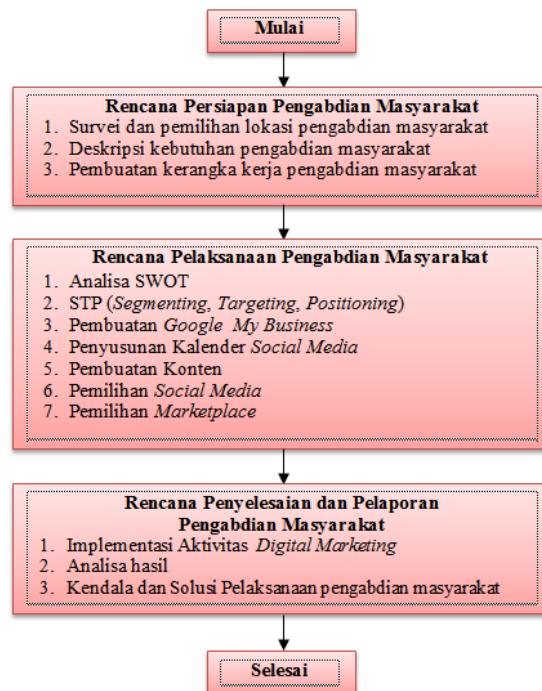 Mulai
Rencana Persiapan Pengabdian Masyarakat
1. Survei dan pemilihan lokasi pengabdian masyarakat
2. Deskripsi kebutuhan pengabdian masyarakat
3. Pembuatan kerangka kerja pengabdian masyarakat
Rencana Pelaksanaan Pengabdian Masyarakat
1. Analisa SWOT
2. STP (Segmenting, Targeting, Positioning)
3. Pembuatan Google My Business
4. Penyusunan Kalender Social Media
5. Pembuatan Konten
6. Pemilihan Social Media
7. Pemilihan Marketplace
Rencana Penyelesaian dan Pelaporan
Pengabdian Masyarakat
1. Implementasi Aktivitas Digital Marketing
2. Analisa hasil
3. Kendala dan Solusi Pelaksanaan pengabdian masyarakat
Selesai